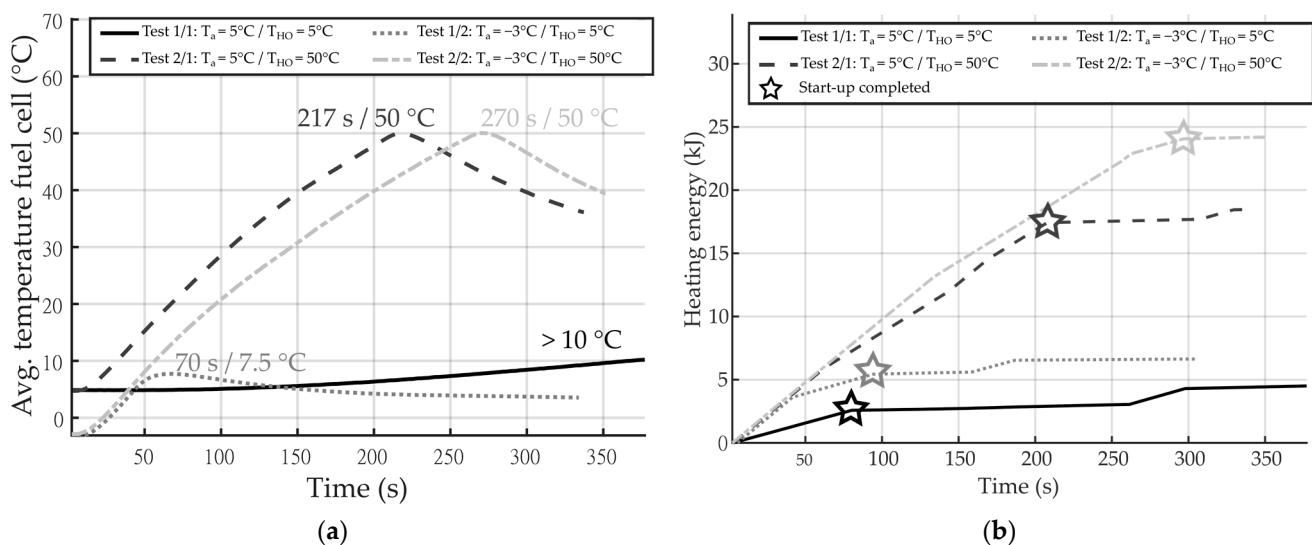 Test 1/1: Tₐ = 5°C / T_HO = 5°C
Test 1/2: Tₐ = −3°C / T_HO = 5°C
Test 2/1: Tₐ = 5°C / T_HO = 50°C
Test 2/2: Tₐ = −3°C / T_HO = 50°C
217 s / 50 °C
270 s / 50 °C
70 s / 7.5 °C
> 10 °C
Avg. temperature fuel cell (°C)
70
60
50
40
30
20
10
0
50
100
150
200
250
300
350
Time (s)
(a)
Test 1/1: Tₐ = 5°C / T_HO = 5°C
Test 1/2: Tₐ = −3°C / T_HO = 5°C
Test 2/1: Tₐ = 5°C / T_HO = 50°C
Test 2/2: Tₐ = −3°C / T_HO = 50°C
Start-up completed
Heating energy (kJ)
30
25
20
15
10
5
0
50
100
150
200
250
300
350
Time (s)
(b)